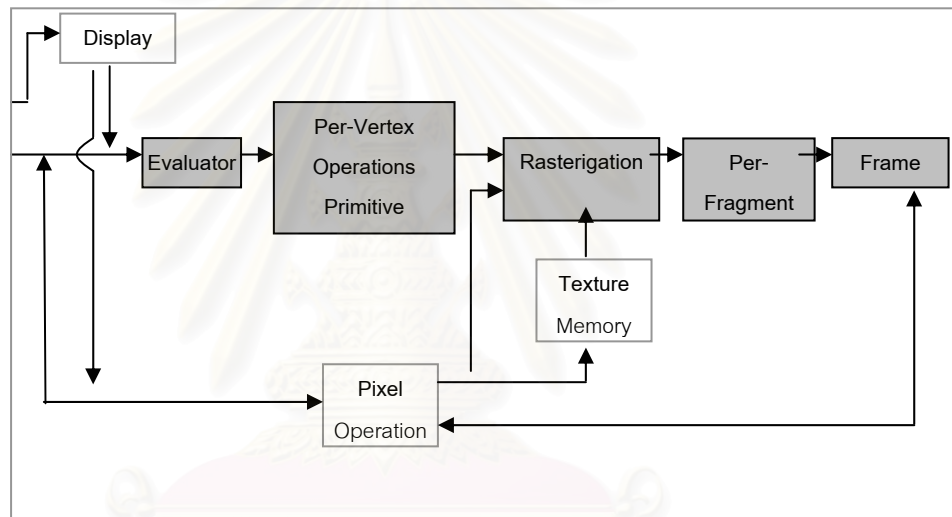 Display
Evaluator
Per-Vertex
Operations
Primitive
Rasterigation
Per-
Fragment
Frame
Texture
Memory
Pixel
Operation